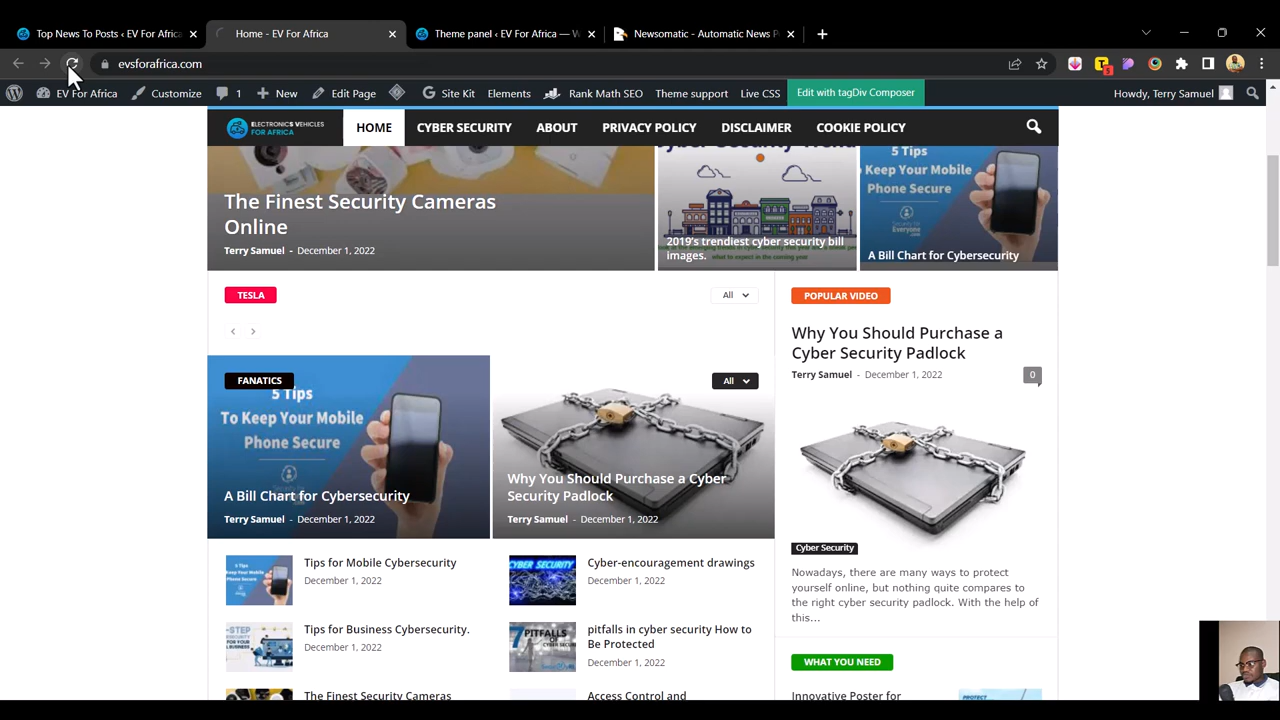 Top News To Posts ‹ EV For Africa
Home - EV For Africa
Theme panel ‹ EV For Africa — W
Newsomatic - Automatic News P
evsforafrica.com
5
EV For Africa
Customize
1
New
Edit Page
Site Kit
Elements
Rank Math SEO
Theme support
Live CSS
Edit with tagDiv Composer
Howdy, Terry Samuel
ELECTRONICS VEHICLES
FOR AFRICA
HOME
CYBER SECURITY
ABOUT
PRIVACY POLICY
DISCLAIMER
COOKIE POLICY
The Finest Security Cameras
Online
Terry Samuel - December 1, 2022
2019's trendiest cyber security bill
images.
5 Tips
Keep Your Mobile
Phone Secure
A Bill Chart for Cybersecurity
TESLA
All
POPULAR VIDEO
Why You Should Purchase a
Cyber Security Padlock
Terry Samuel - December 1, 2022
0
FANATICS
All
5 Tips
To Keep Your Mobile
Phone Secure
A Bill Chart for Cybersecurity
Terry Samuel - December 1, 2022
Why You Should Purchase a Cyber
Security Padlock
Terry Samuel - December 1, 2022
Cyber Security
Nowadays, there are many ways to protect
yourself online, but nothing quite compares to
the right cyber security padlock. With the help of
this...
Tips for Mobile Cybersecurity
December 1, 2022
Cyber-encouragement drawings
December 1, 2022
CYBER SECURITY
Tips for Business Cybersecurity.
December 1, 2022
7 PITFALLS
pitfalls in cyber security How to
Be Protected
December 1, 2022
The Finest Security Cameras
Access Control and
WHAT YOU NEED
Innovative Poster for